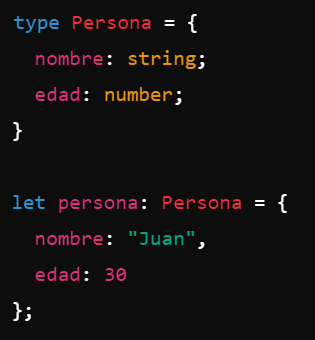 type Persona = {
  nombre: string;
  edad: number;
}

let persona: Persona = {
  nombre: "Juan",
  edad: 30
};